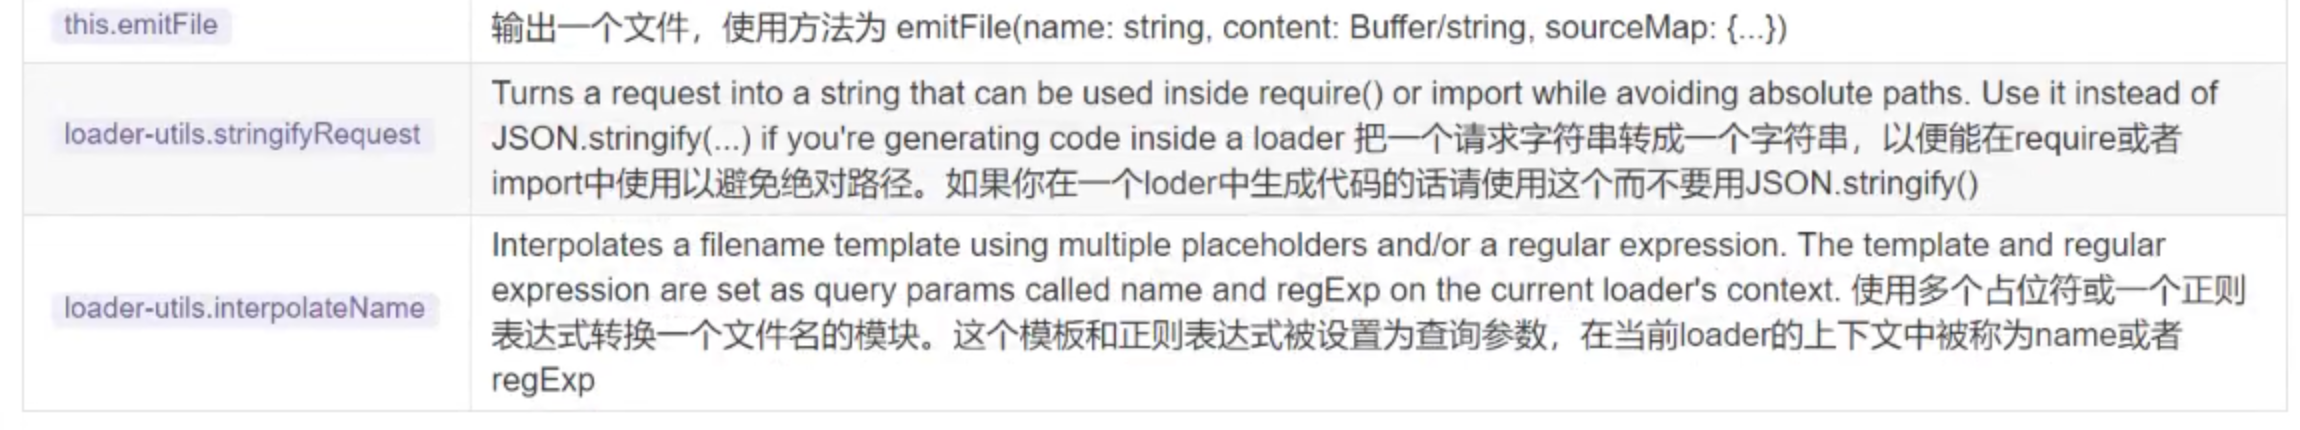 this.emitFile
输出一个文件，使用方法为 emitFile(name: string, content: Buffer/string, sourceMap: {...})
loader-utils.stringifyRequest
Turns a request into a string that can be used inside require() or import while avoiding absolute paths. Use it instead of
JSON.stringify(...) if you're generating code inside a loader 把一个请求字符串转成一个字符串，以便能在require或者
import中使用以避免绝对路径。如果你在一个loder中生成代码的话请使用这个而不要用JSON.stringify()
loader-utils.interpolateName
Interpolates a filename template using multiple placeholders and/or a regular expression. The template and regular
expression are set as query params called name and regExp on the current loader's context. 使用多个占位符或一个正则
表达式转换一个文件名的模块。这个模板和正则表达式被设置为查询参数，在当前loader的上下文中被称为name或者
regExp